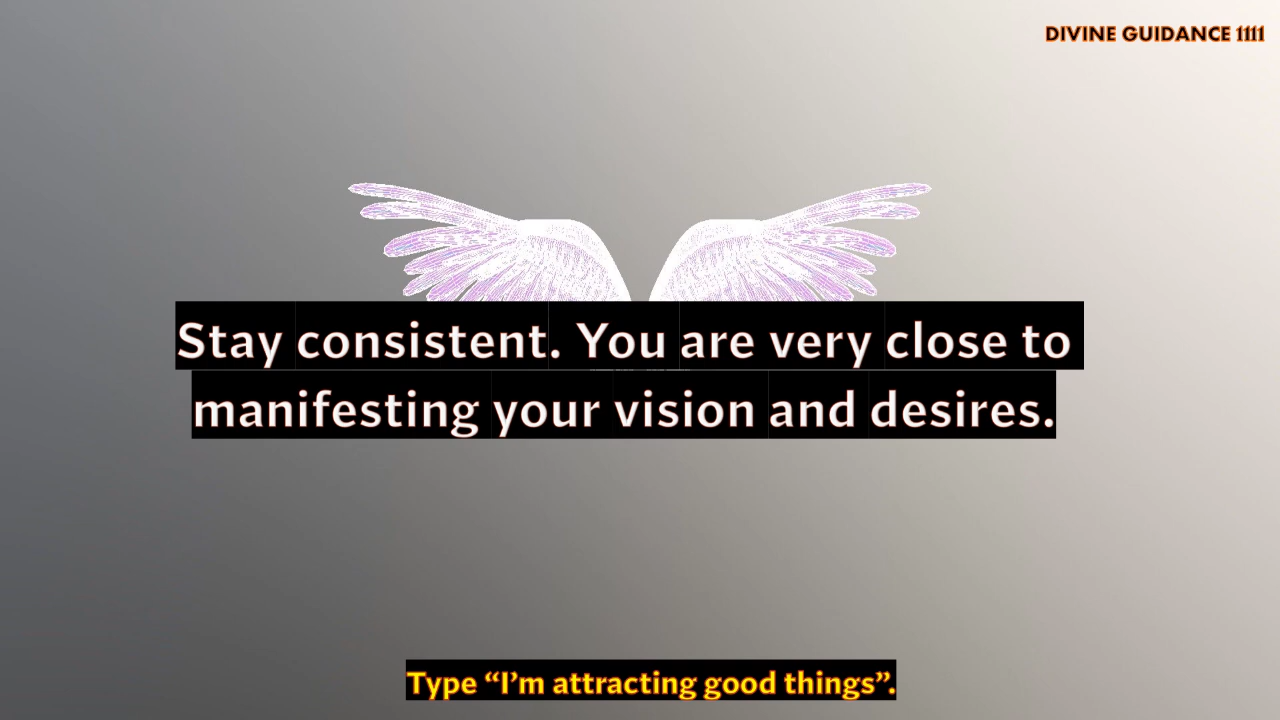 DIVINE GUIDANCE 1111
Stay consistent. You are very close to
manifesting your vision and desires.
Type “I’m attracting good things”.